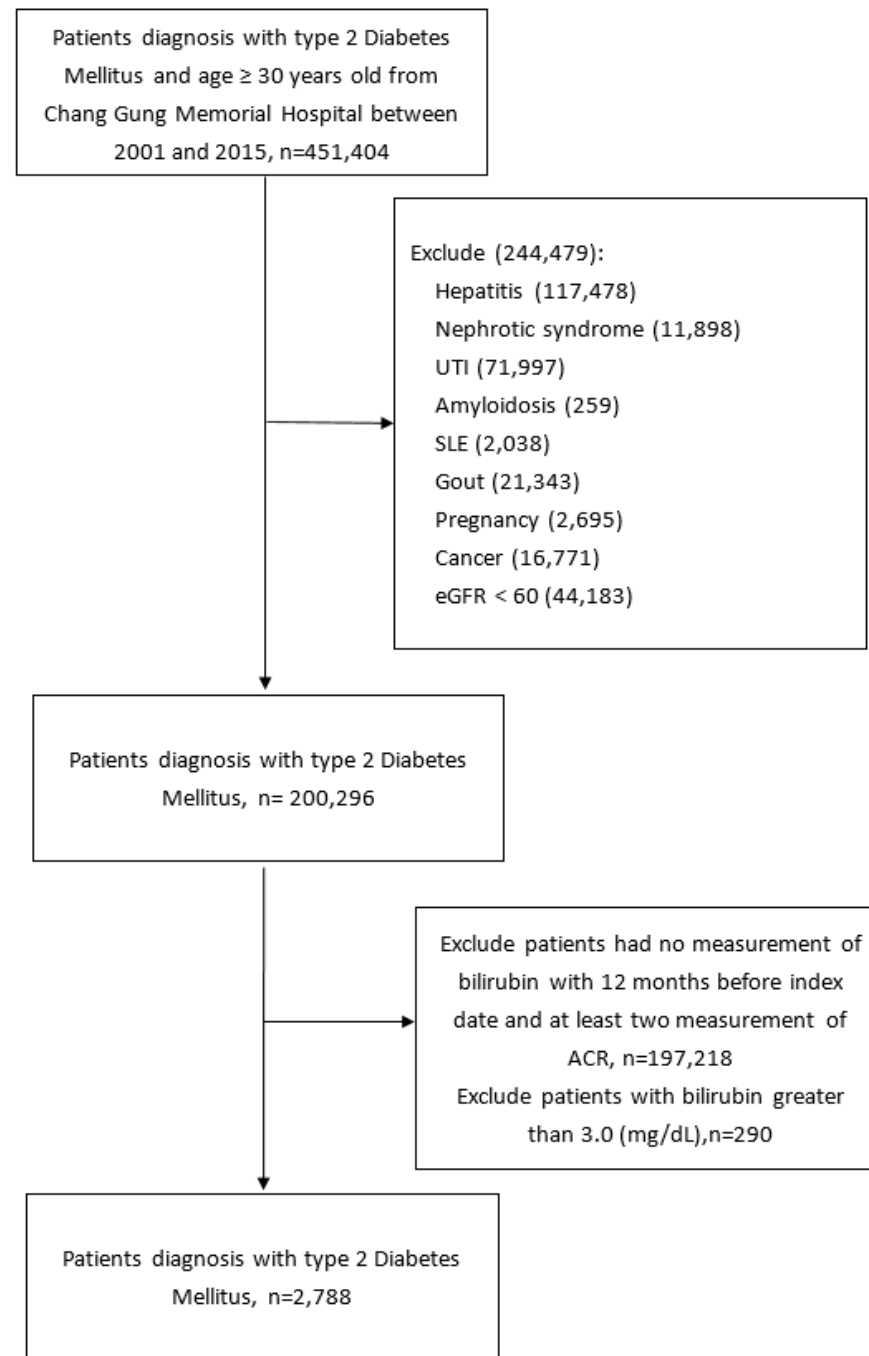 Patients diagnosis with type 2 Diabetes
Mellitus and age ≥ 30 years old from
Chang Gung Memorial Hospital between
2001 and 2015, n=451,404
Exclude (244,479):
Hepatitis (117,478)
Nephrotic syndrome (11,898)
UTI (71,997)
Amyloidosis (259)
SLE (2,038)
Gout (21,343)
Pregnancy (2,695)
Cancer (16,771)
eGFR < 60 (44,183)
Patients diagnosis with type 2 Diabetes
Mellitus, n= 200,296
Exclude patients had no measurement of
bilirubin with 12 months before index
date and at least two measurement of
ACR, n=197,218
Exclude patients with bilirubin greater
than 3.0 (mg/dL),n=290
Patients diagnosis with type 2 Diabetes
Mellitus, n=2,788